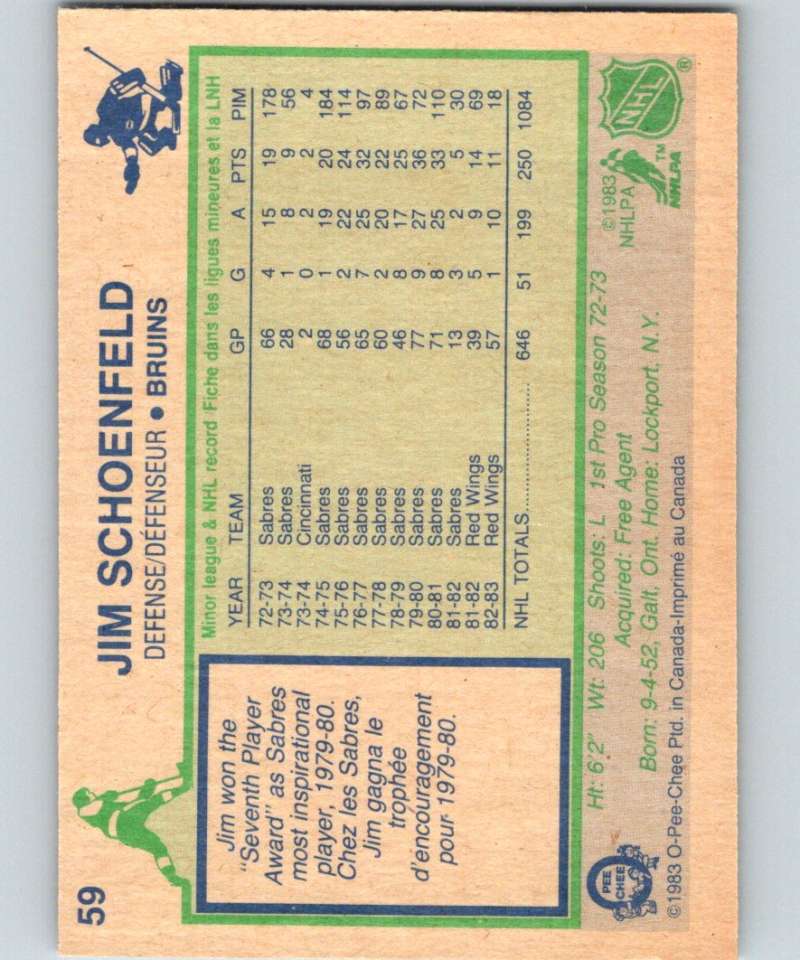 59
JIM SCHOENFELD
DEFENSE/DÉFENSEUR • BRUINS
Jim won the
"Seventh Player
Award" as Sabres
most inspirational
player, 1979-80.
Chez les Sabres,
Jim gagna le
trophée
d'encouragement
pour 1979-80.
Minor league & NHL record Fiche dans les ligues mineures et la LNH
YEAR TEAM GP G A PTS PIM
72-73 Sabres 66 4 15 19 178
73-74 Sabres 28 1 8 9 56
73-74 Cincinnati 2 0 2 2 4
74-75 Sabres 68 1 19 20 184
75-76 Sabres 56 2 22 24 114
76-77 Sabres 65 7 25 32 97
77-78 Sabres 60 2 20 22 89
78-79 Sabres 46 8 17 25 67
79-80 Sabres 77 9 27 36 72
80-81 Sabres 71 8 25 33 110
81-82 Sabres 13 3 2 5 30
81-82 Red Wings 39 5 9 14 69
82-83 Red Wings 57 1 10 11 18
NHL TOTALS 646 51 199 250 1084
Ht: 6'2" Wt: 206 Shoots: L 1st Pro Season 72-73
Acquired: Free Agent
Born: 9-4-52, Galt, Ont. Home: Lockport, N.Y.
©1983 O-Pee-Chee Ptd. in Canada-Imprimé au Canada
PEE
CHEE
©1983
NHLPA
NHLPA
TM
NHL
®